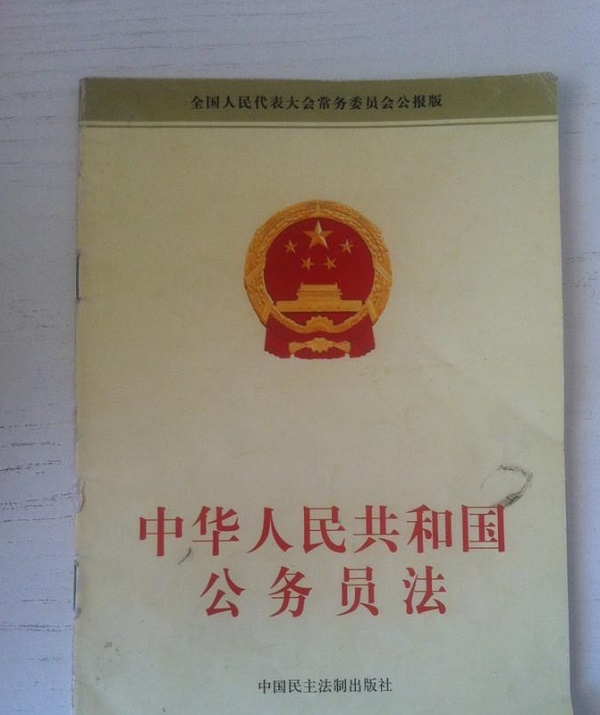 全国人民代表大会常务委员会公报版
中华人民共和国
公务员法
中国民主法制出版社